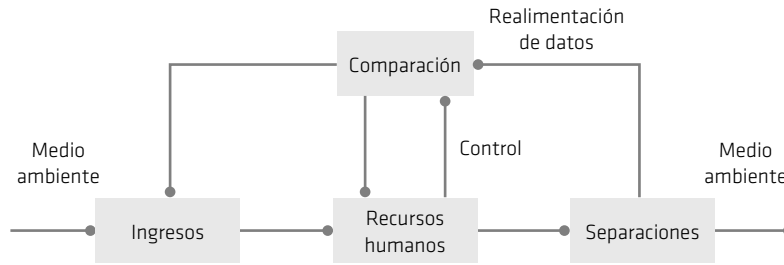 Realimentación
de datos
Comparación
Control
Medio
ambiente
Medio
ambiente
Ingresos
Recursos
humanos
Separaciones